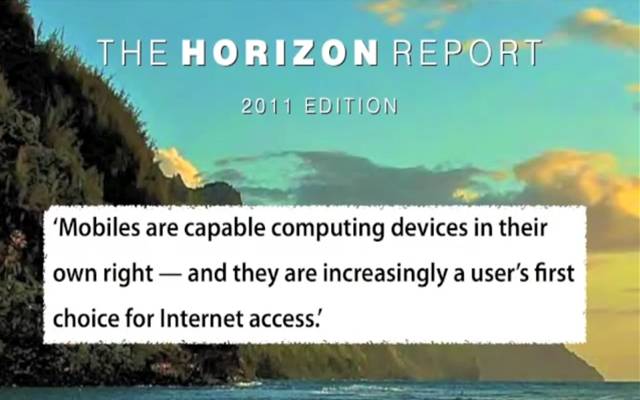 THE HORIZON REPORT
2011 EDITION
‘Mobiles are capable computing devices in their
own right — and they are increasingly a user’s first
choice for Internet access.’